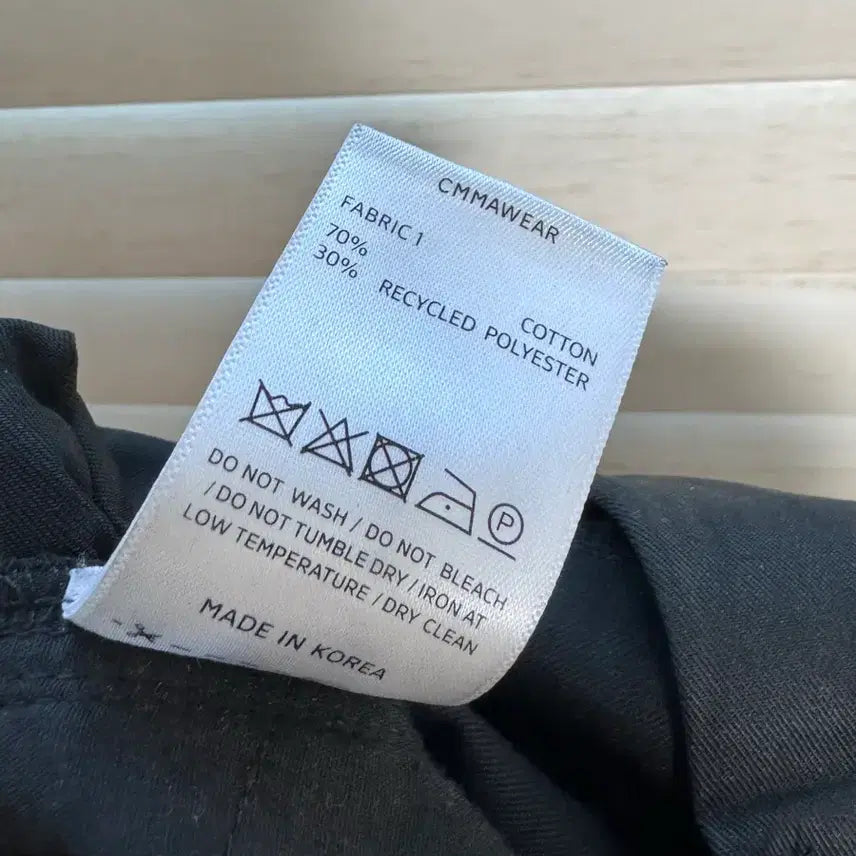 CMMAWEAR
FABRIC 1
70% COTTON
30% RECYCLED POLYESTER
P
DO NOT WASH / DO NOT BLEACH
/ DO NOT TUMBLE DRY / IRON AT
LOW TEMPERATURE / DRY CLEAN
MADE IN KOREA